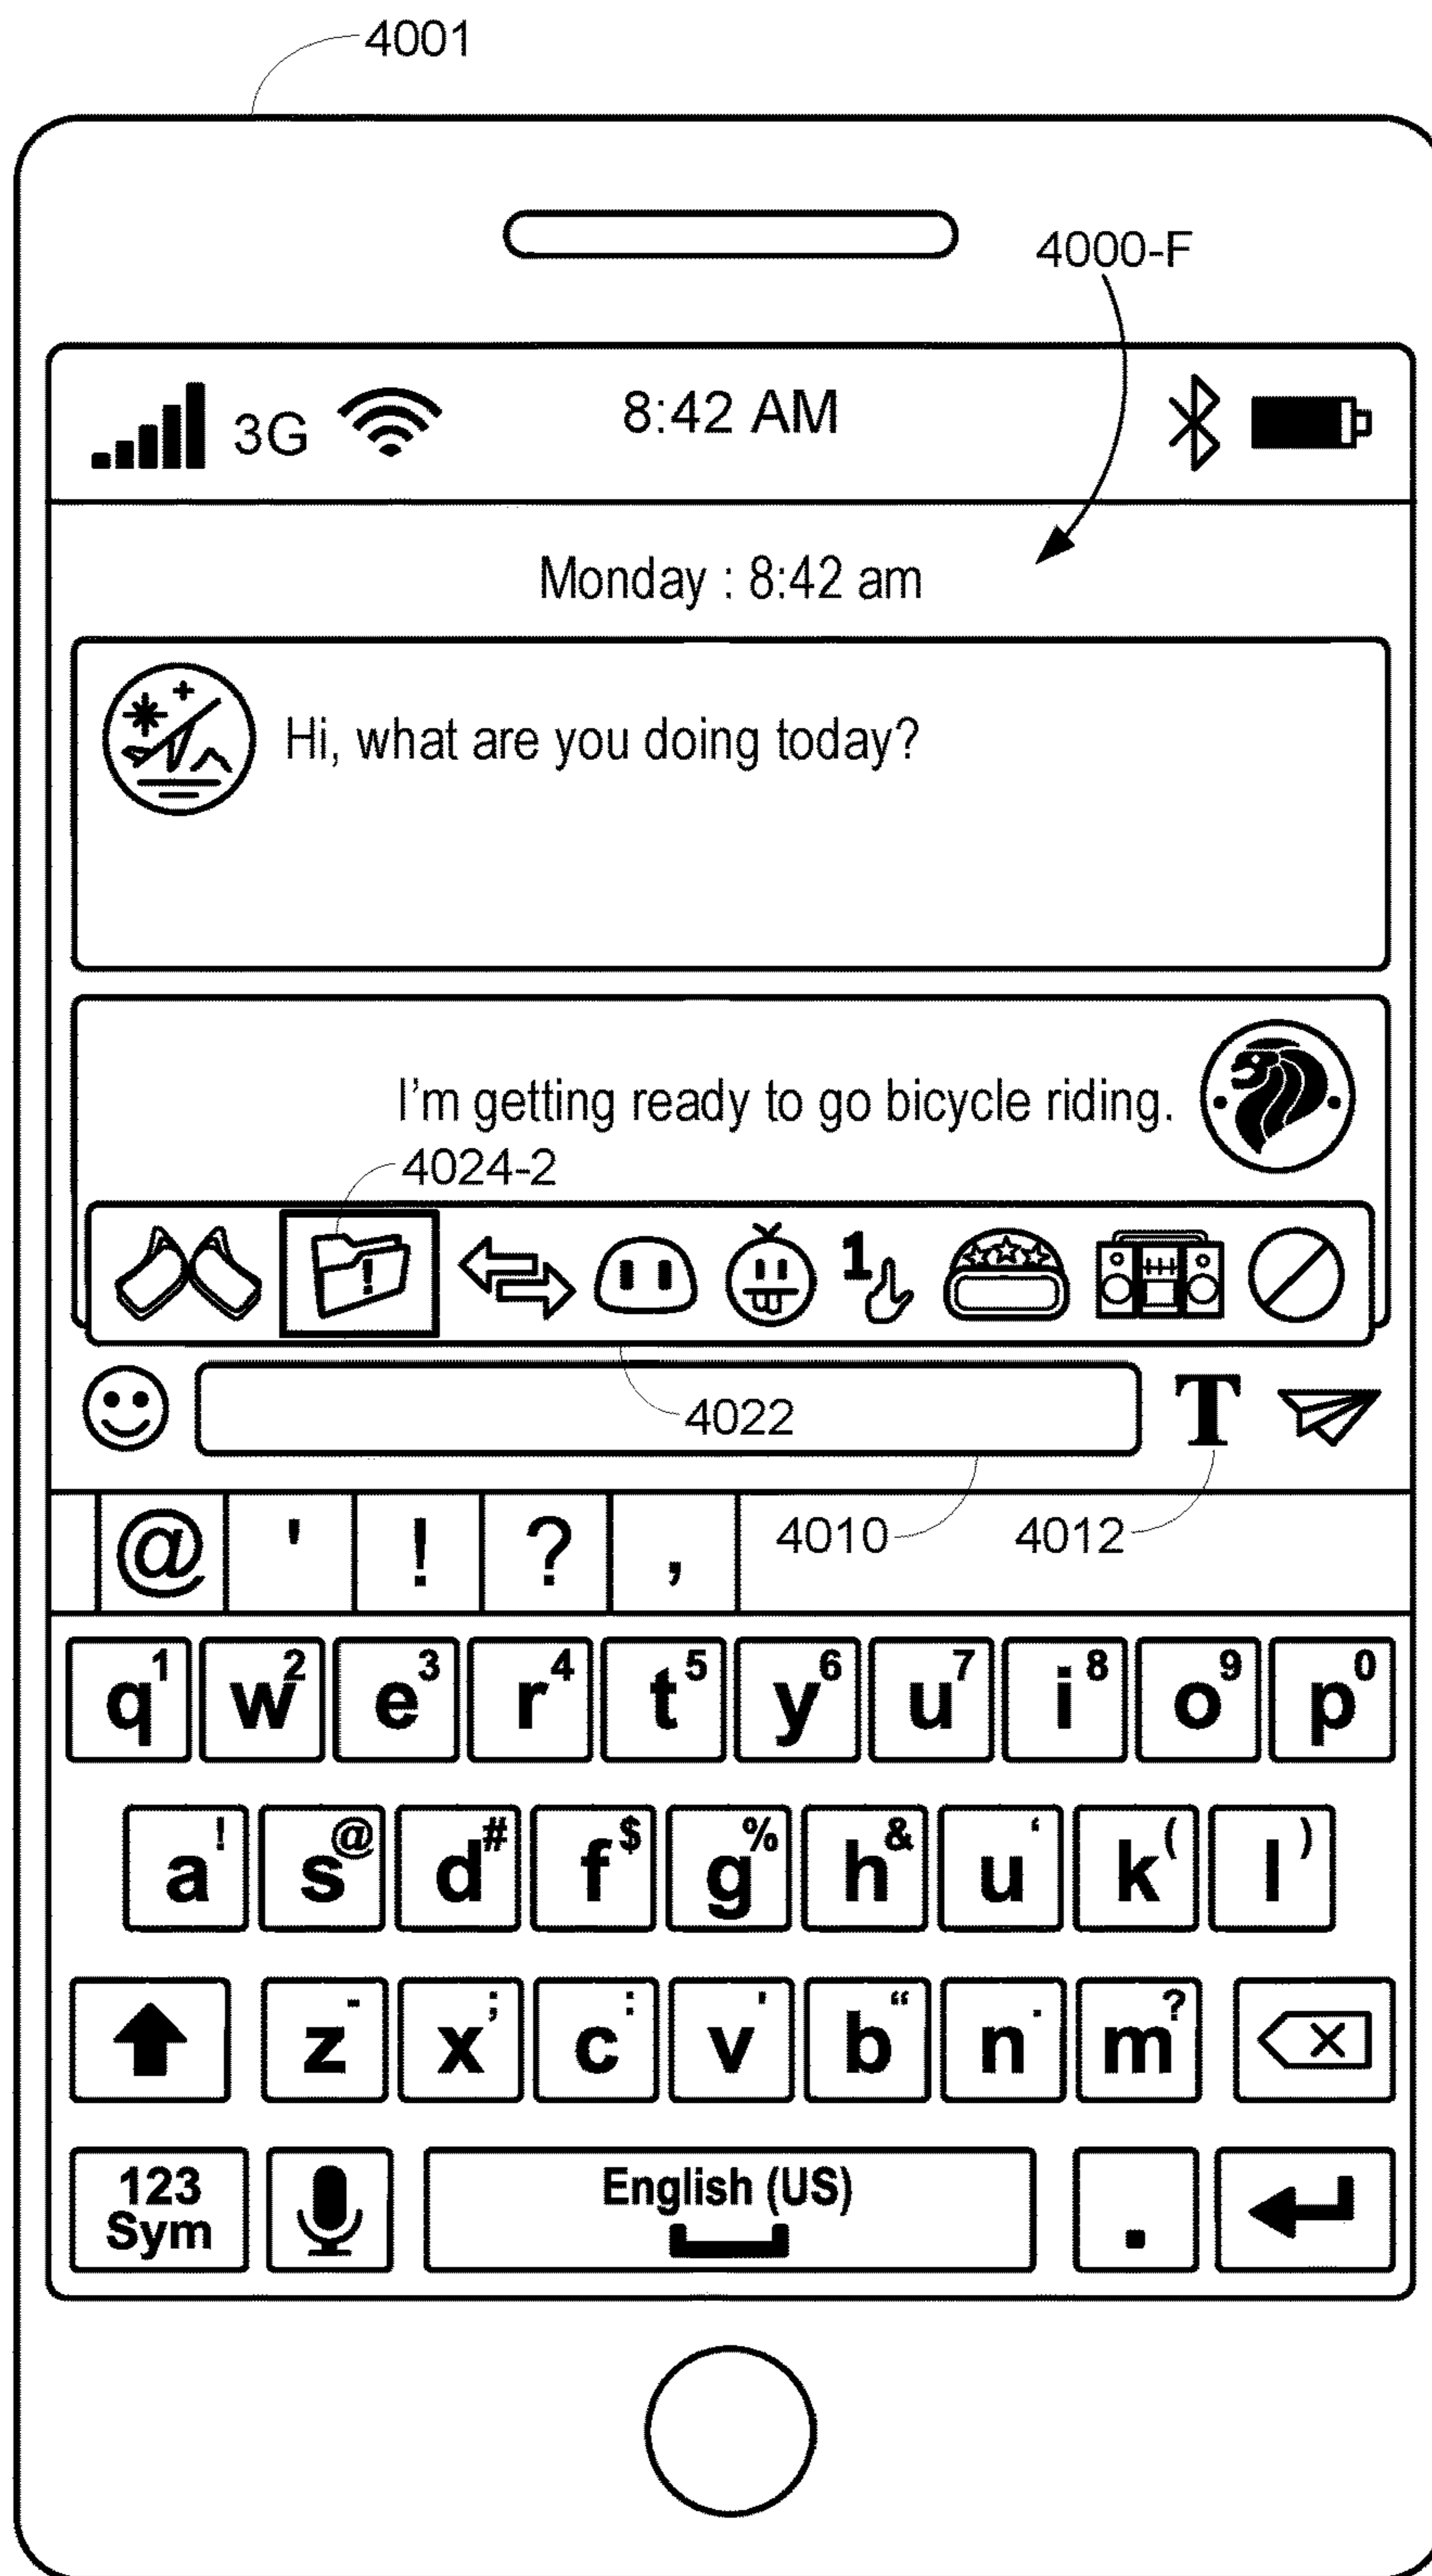 4001
4000-F
3G 8:42 AM
Monday : 8:42 am
Hi, what are you doing today?
I'm getting ready to go bicycle riding.
4024-2
!
1
4022
T
@ ' ! ? ,
4010 4012
q1 w2 e3 r4 t5 y6 u7 i8 o9 p0
a! s@ d# f$ g% h& u‘ k( l)
z- x; c: v' b“ n. m?
123
Sym
English (US)
.